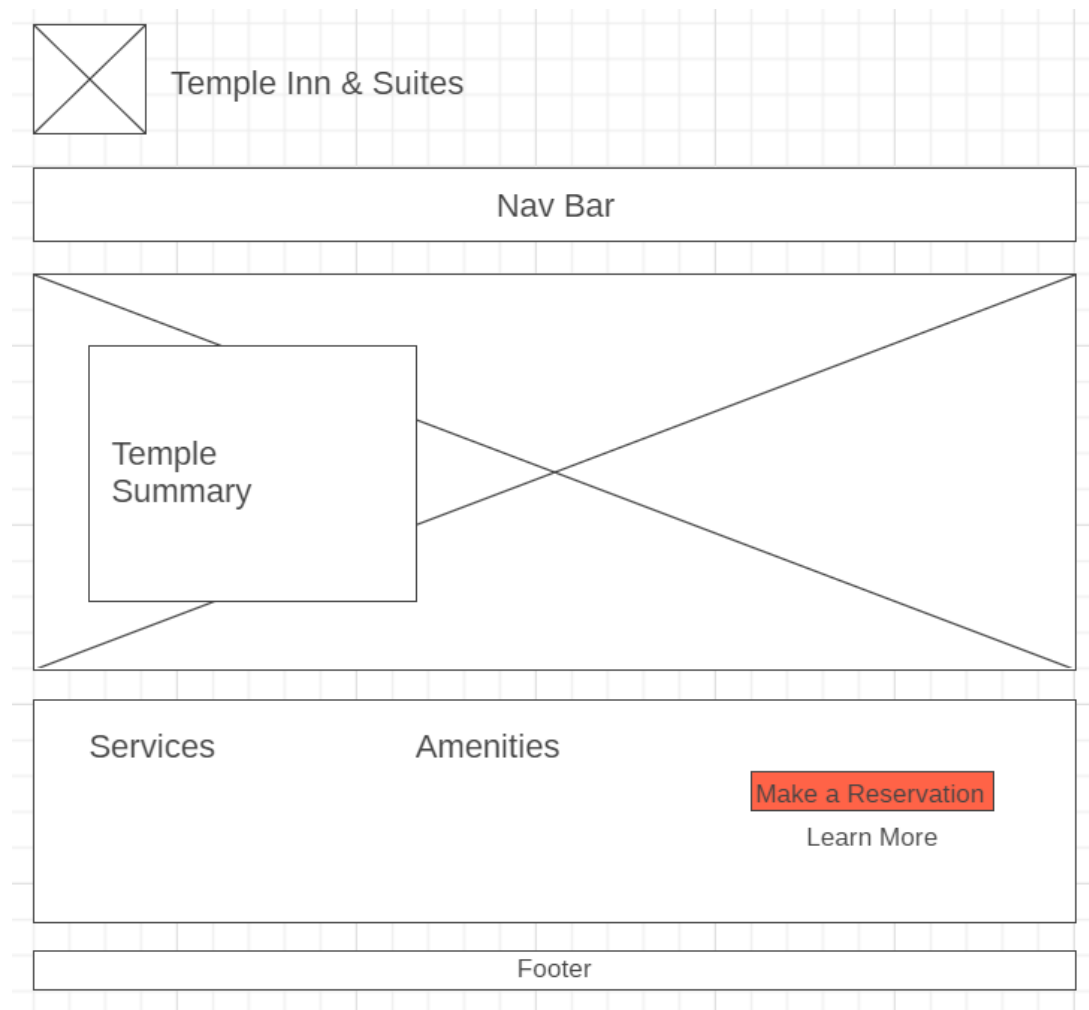 Temple Inn & Suites
Nav Bar
Temple
Summary
Services
Amenities
Make a Reservation
Learn More
Footer